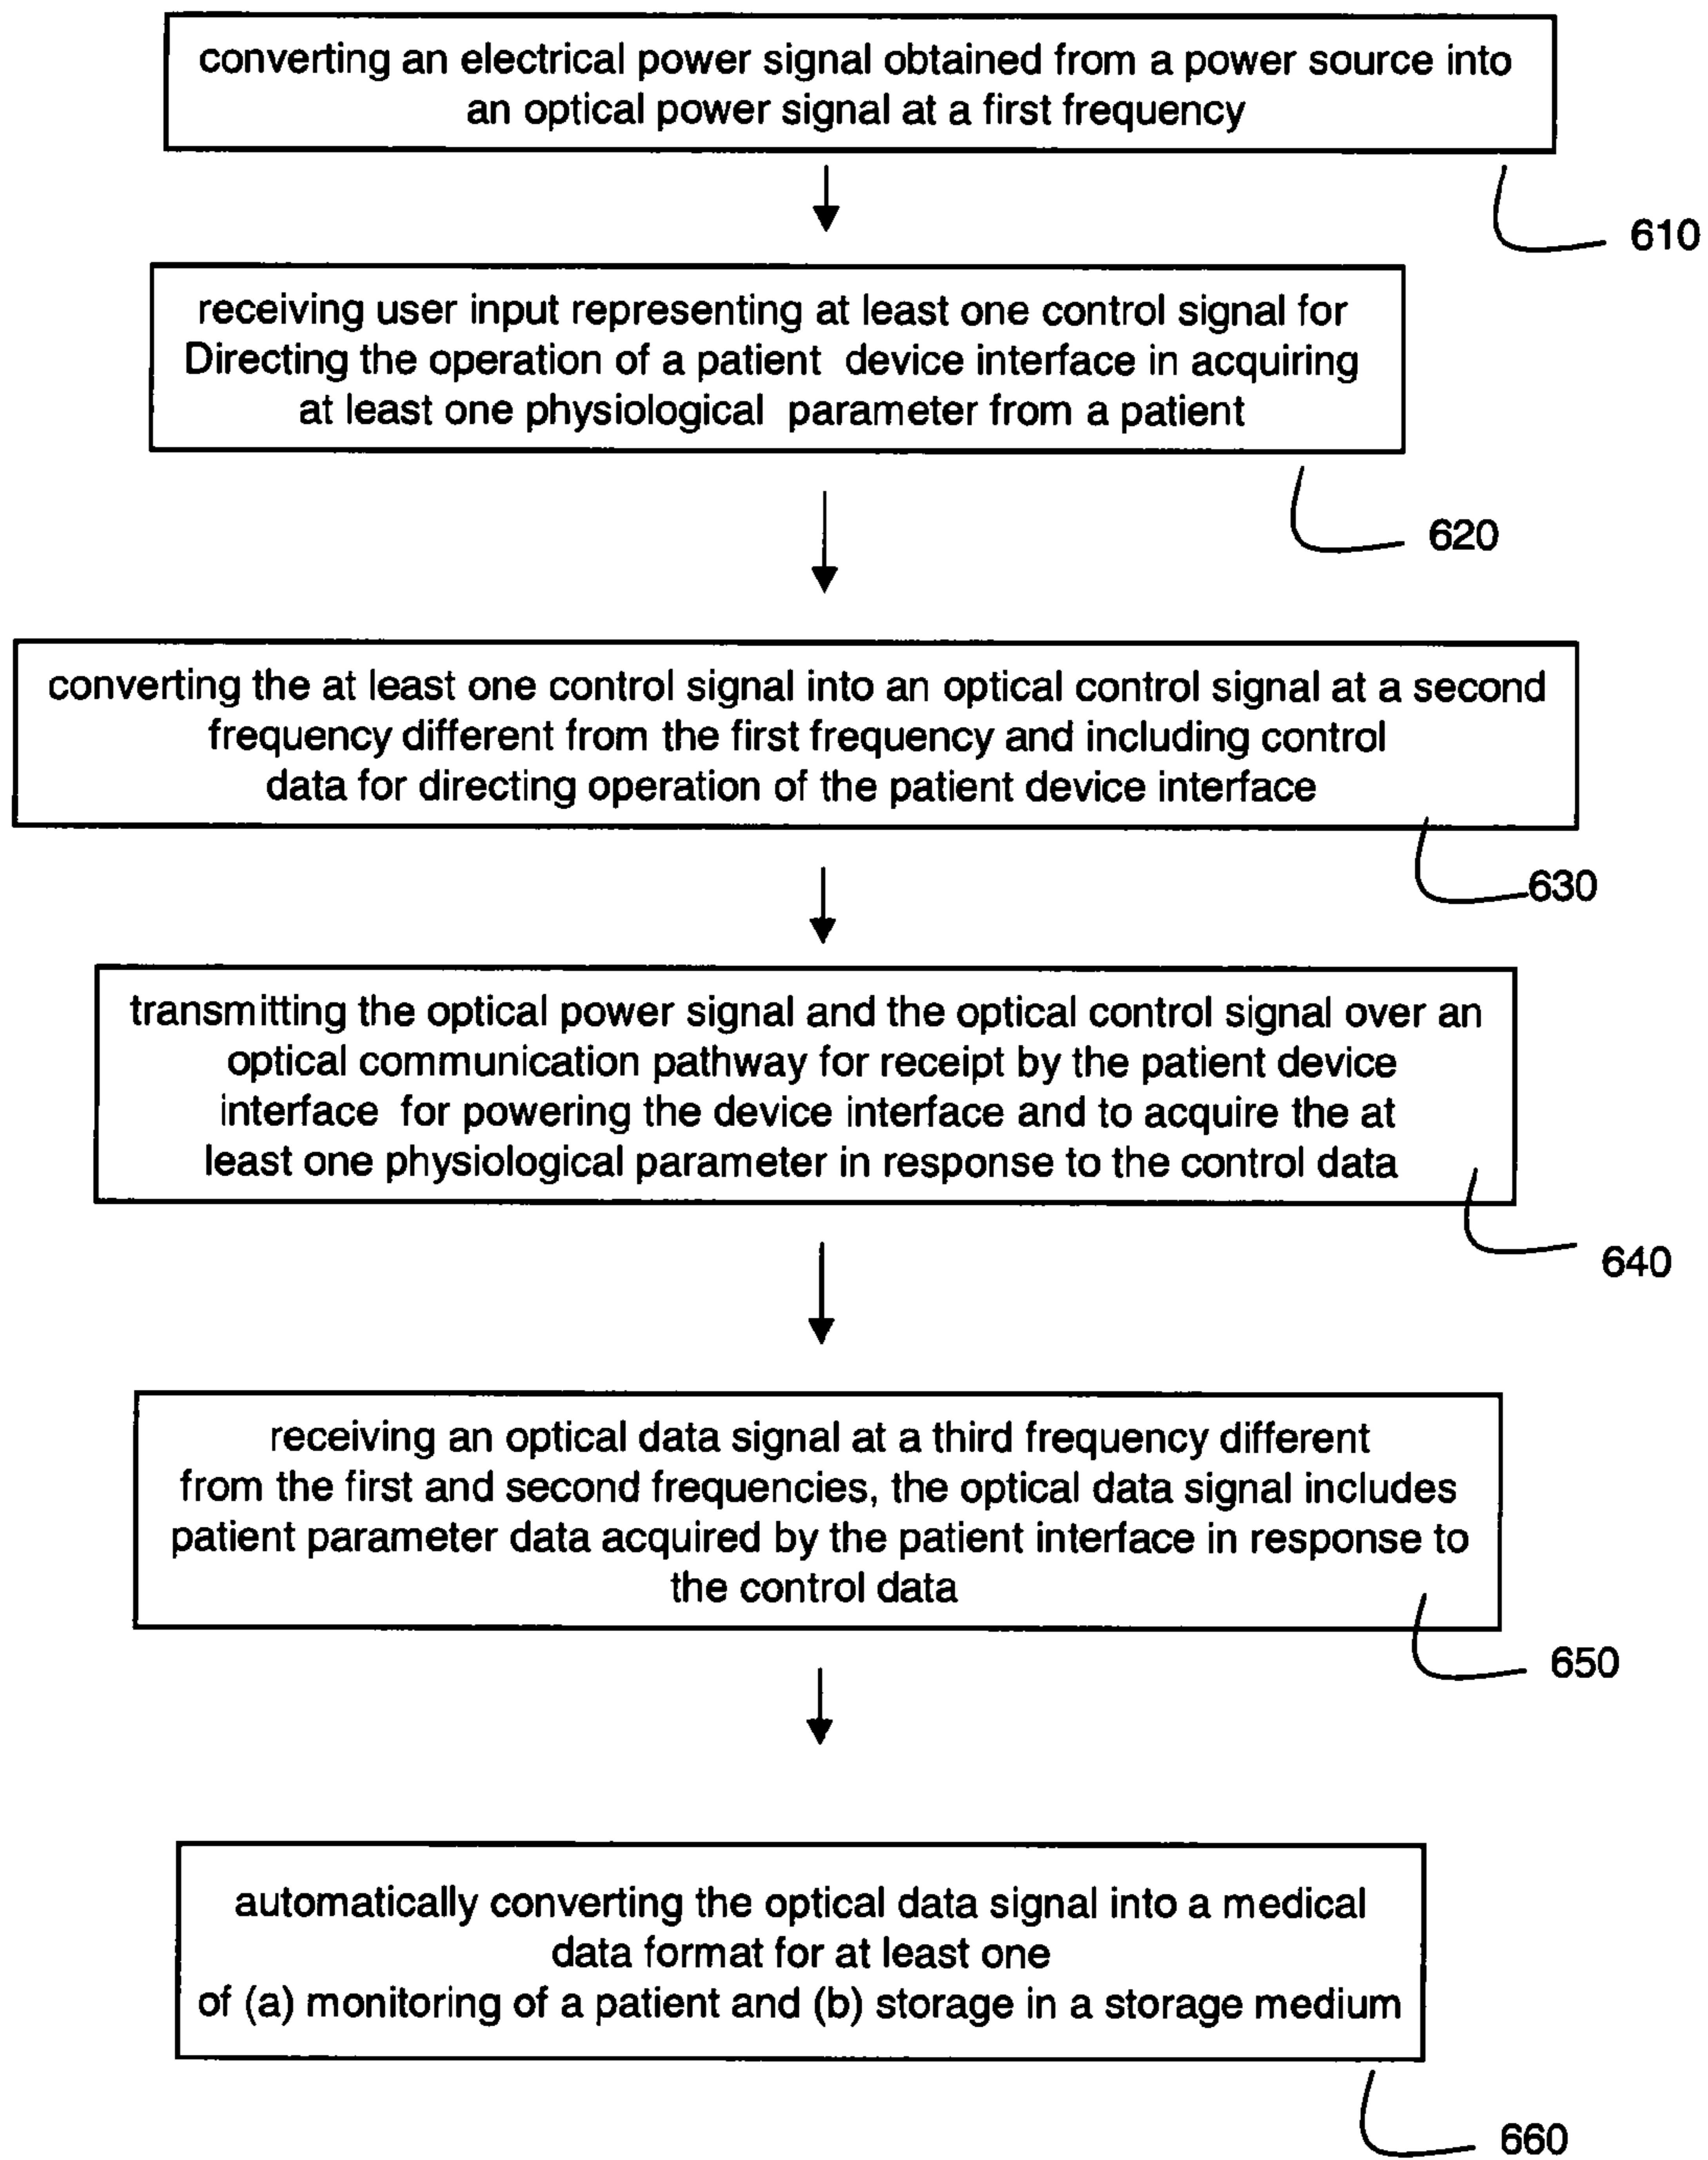 converting an electrical power signal obtained from a power source into
an optical power signal at a first frequency
610
receiving user input representing at least one control signal for
Directing the operation of a patient device interface in acquiring
at least one physiological parameter from a patient
620
converting the at least one control signal into an optical control signal at a second
frequency different from the first frequency and including control
data for directing operation of the patient device interface
630
transmitting the optical power signal and the optical control signal over an
optical communication pathway for receipt by the patient device
interface for powering the device interface and to acquire the at
least one physiological parameter in response to the control data
640
receiving an optical data signal at a third frequency different
from the first and second frequencies, the optical data signal includes
patient parameter data acquired by the patient interface in response to
the control data
650
automatically converting the optical data signal into a medical
data format for at least one
of (a) monitoring of a patient and (b) storage in a storage medium
660